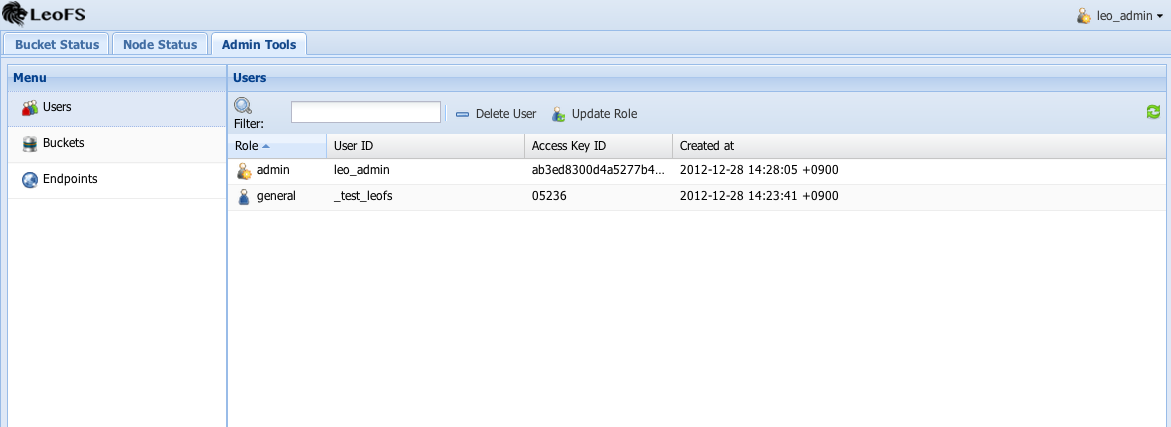 LeoFS
leo_admin
Bucket Status Node Status Admin Tools
Menu
Users
Buckets
Endpoints
Users
Filter: Delete User Update Role
Role User ID Access Key ID Created at
admin leo_admin ab3ed8300d4a5277b4... 2012-12-28 14:28:05 +0900
general _test_leofs 05236 2012-12-28 14:23:41 +0900